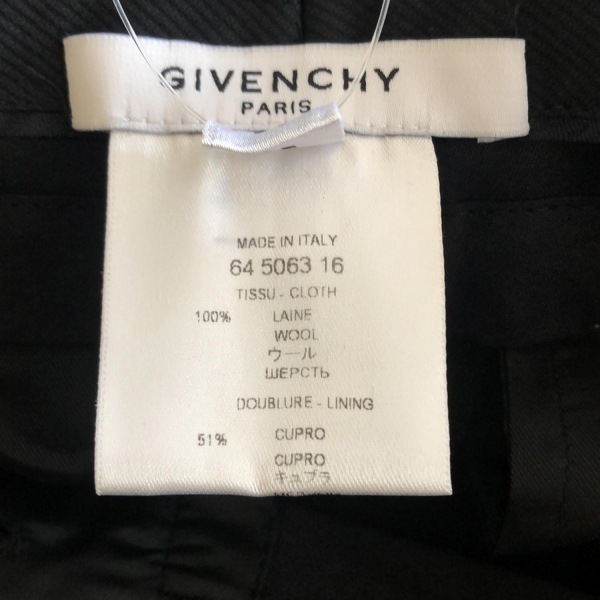 GIVENCHY
PARIS
MADE IN ITALY
64 5063 16
TISSU - CLOTH
100% LAINE
WOOL
ウール
ШЕРСТЬ
DOUBLURE - LINING
51% CUPRO
CUPRO
キュプラ